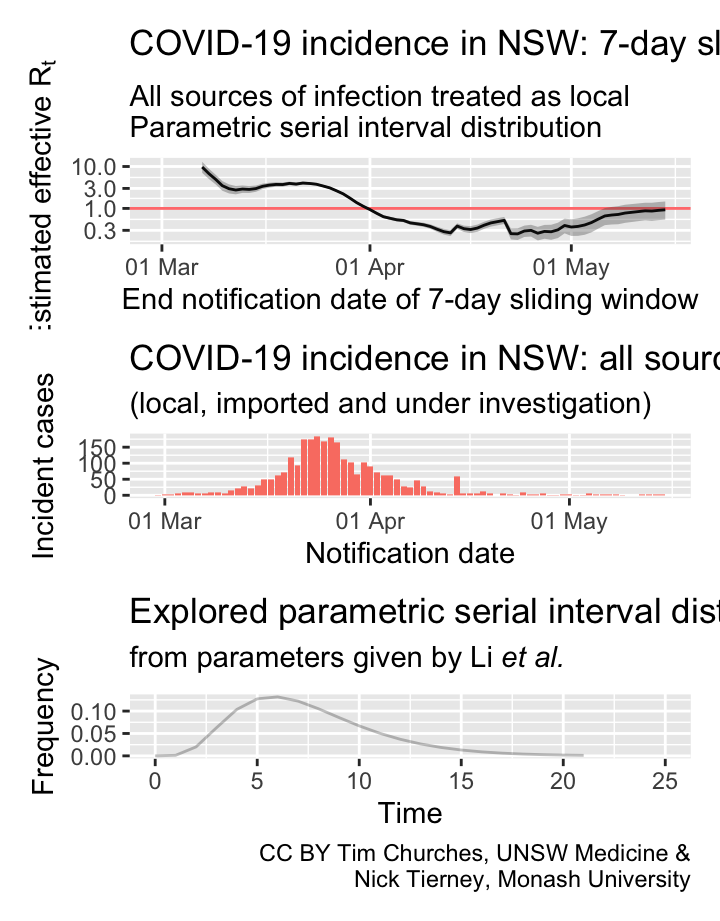 COVID-19 incidence in NSW: 7-day sl
All sources of infection treated as local
Parametric serial interval distribution
stimated effective Rt
10.0
3.0
1.0
0.3
01 Mar 01 Apr 01 May
End notification date of 7-day sliding window
COVID-19 incidence in NSW: all sourc
(local, imported and under investigation)
Incident cases
150
100
50
0
01 Mar 01 Apr 01 May
Notification date
Explored parametric serial interval dist
from parameters given by Li et al.
Frequency
0.10
0.05
0.00
0 5 10 15 20 25
Time
CC BY Tim Churches, UNSW Medicine &
Nick Tierney, Monash University